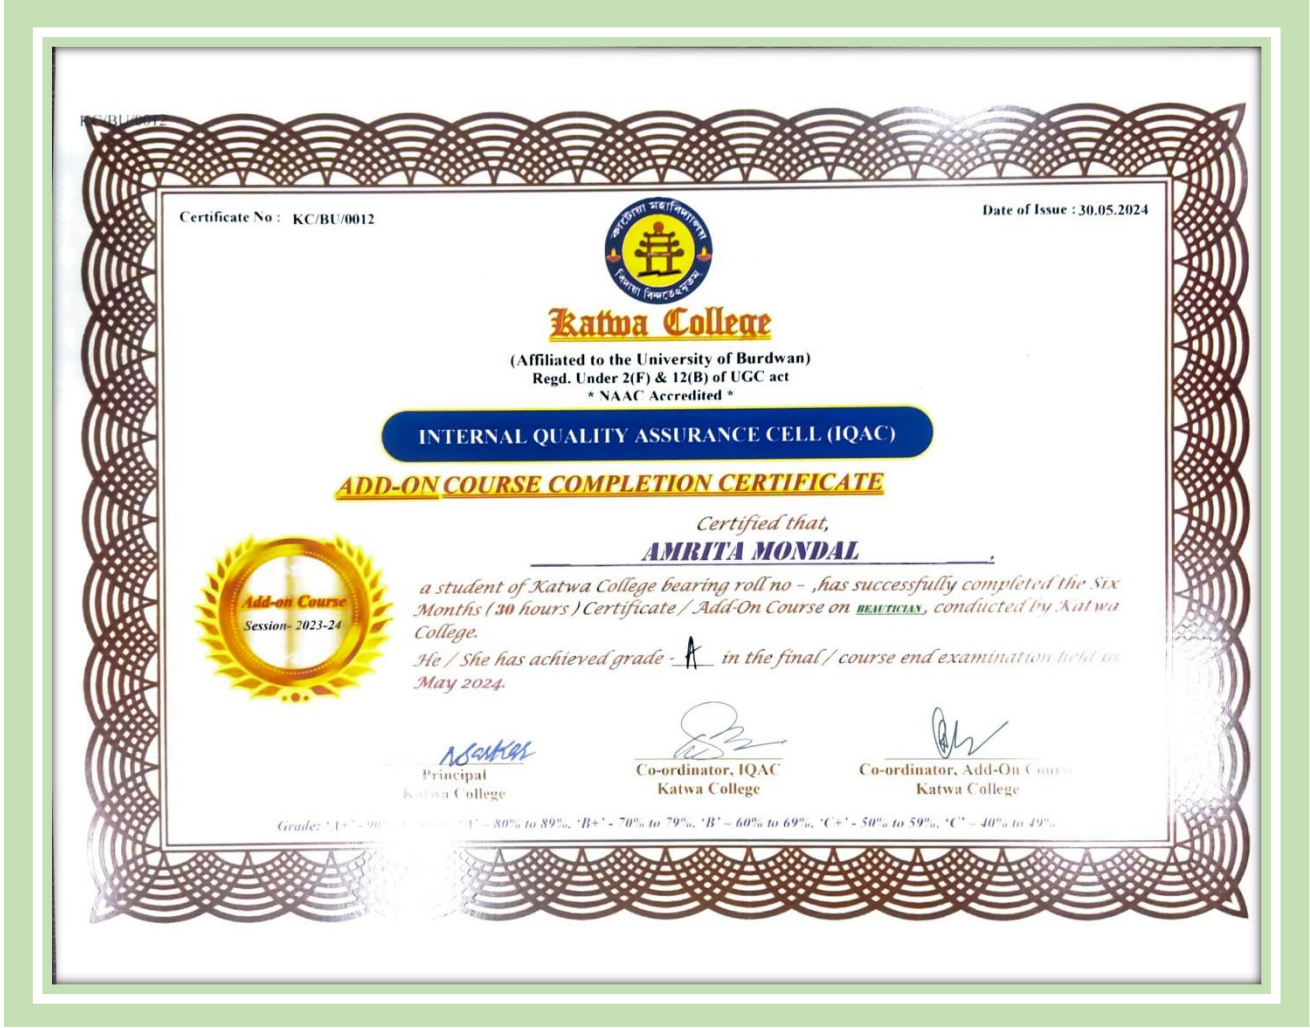 KC/BU/0012
Certificate No : KC/BU/0012
Date of Issue : 30.05.2024
কাটোয়া মহাবিদ্যালয়
Katwa College
(Affiliated to the University of Burdwan)
Regd. Under 2(F) & 12(B) of UGC act
* NAAC Accredited *
INTERNAL QUALITY ASSURANCE CELL (IQAC)
ADD-ON COURSE COMPLETION CERTIFICATE
Certified that,
AMRITA MONDAL.
Add-on Course
Session- 2023-24
a student of Katwa College bearing roll no – ,has successfully completed the Six
Months ( 30 hours ) Certificate / Add-On Course on BEAUTICIAN, conducted by Katwa
College.
He / She has achieved grade - A in the final / course end examination held in
May 2024.
NSarkar
Principal
Katwa College
Co-ordinator, IQAC
Katwa College
Co-ordinator, Add-On Course
Katwa College
Grade: 'A+' - 90% 'A' – 80% to 89%, 'B+' - 70% to 79%, 'B' – 60% to 69%, 'C+' - 50% to 59%, 'C' – 40% to 49%